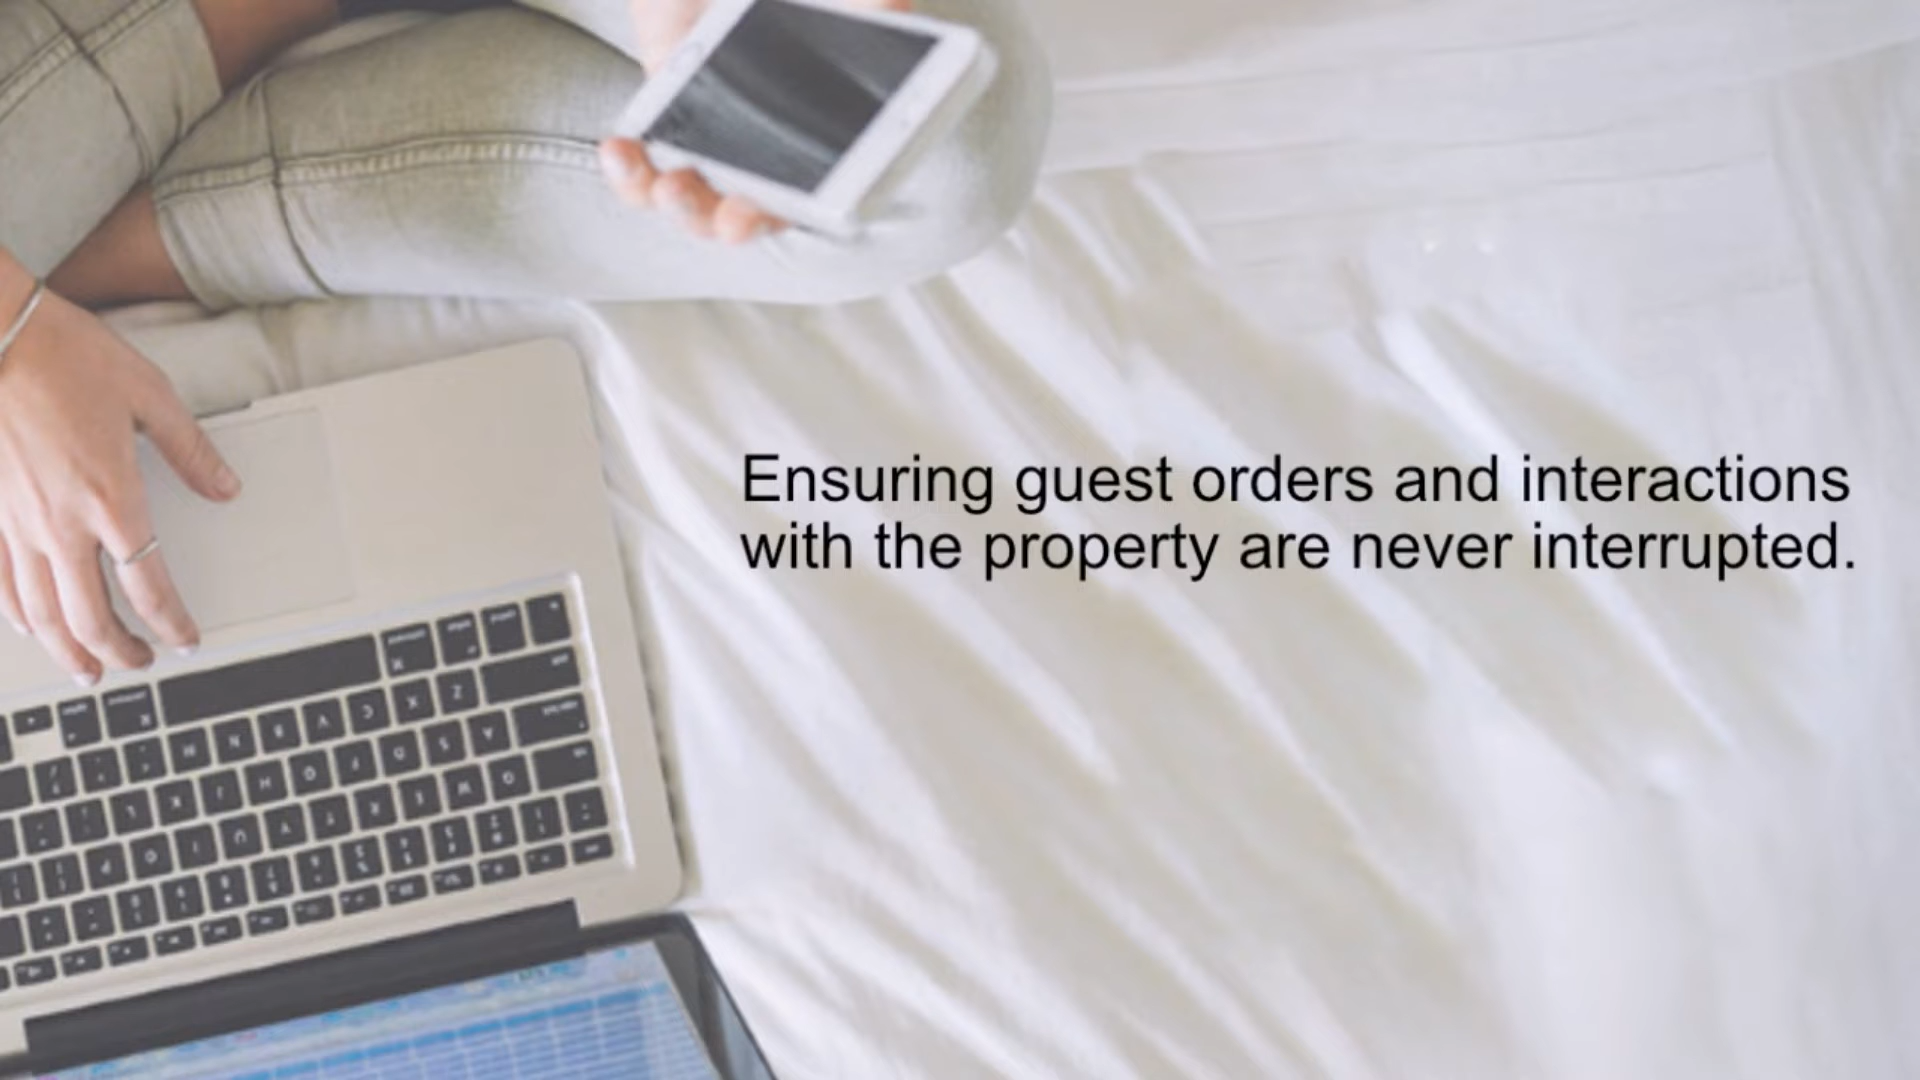 Ensuring guest orders and interactions
with the property are never interrupted.